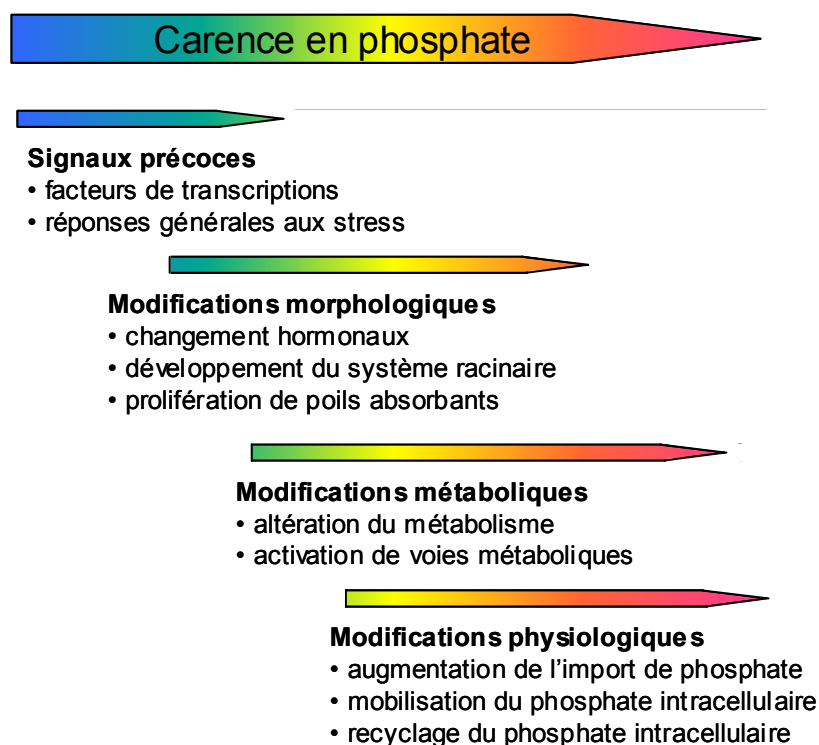 Carence en phosphate
Signaux précoces
• facteurs de transcriptions
• réponses générales aux stress
Modifications morphologiques
• changement hormonaux
• développement du système racinaire
• prolifération de poils absorbants
Modifications métaboliques
• altération du métabolisme
• activation de voies métaboliques
Modifications physiologiques
• augmentation de l'import de phosphate
• mobilisation du phosphate intracellulaire
• recyclage du phosphate intracellulaire